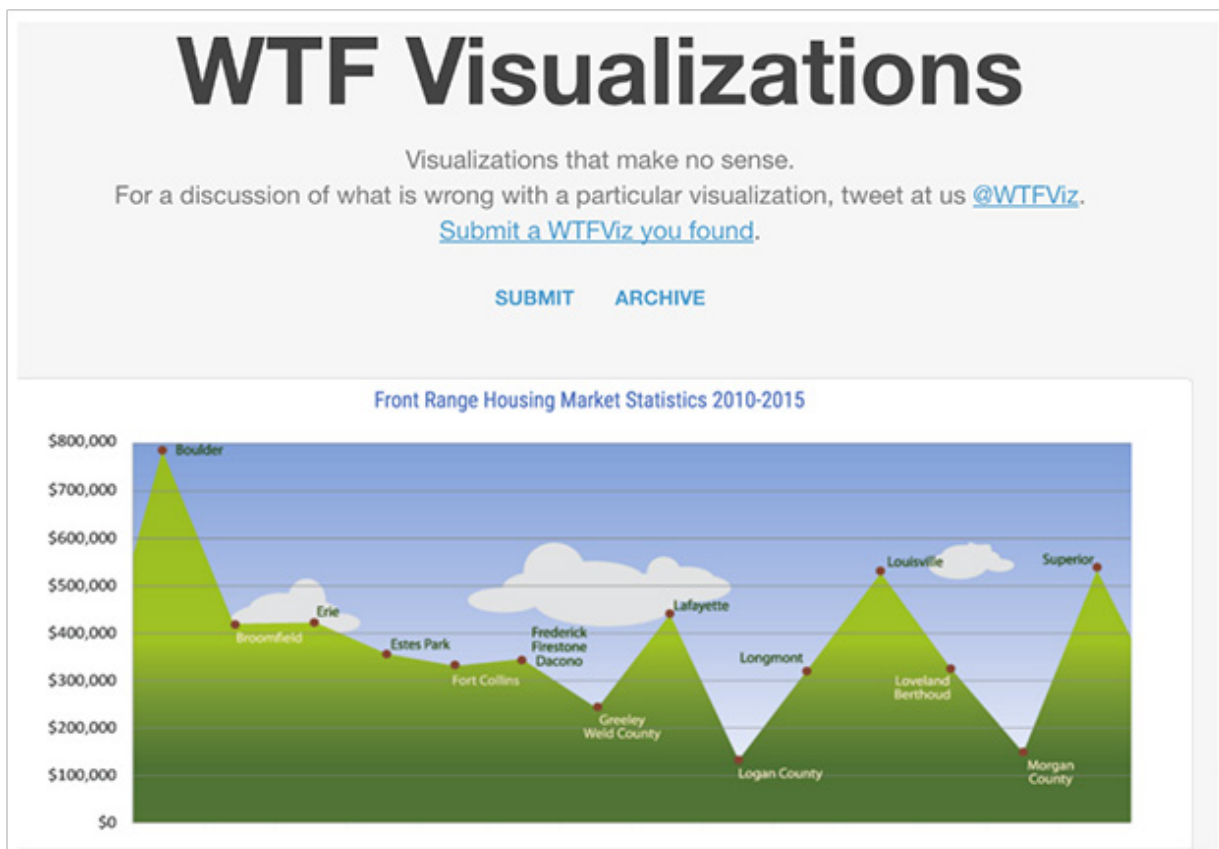 WTF Visualizations
Visualizations that make no sense.
For a discussion of what is wrong with a particular visualization, tweet at us @WTFViz.
Submit a WTFViz you found.
SUBMIT ARCHIVE
Front Range Housing Market Statistics 2010-2015
$800,000
$700,000
$600,000
$500,000
$400,000
$300,000
$200,000
$100,000
$0
Boulder
Broomfield
Erie
Estes Park
Fort Collins
Frederick
Firestone
Dacono
Greeley
Weld County
Lafayette
Logan County
Longmont
Louisville
Loveland
Berthoud
Morgan
County
Superior